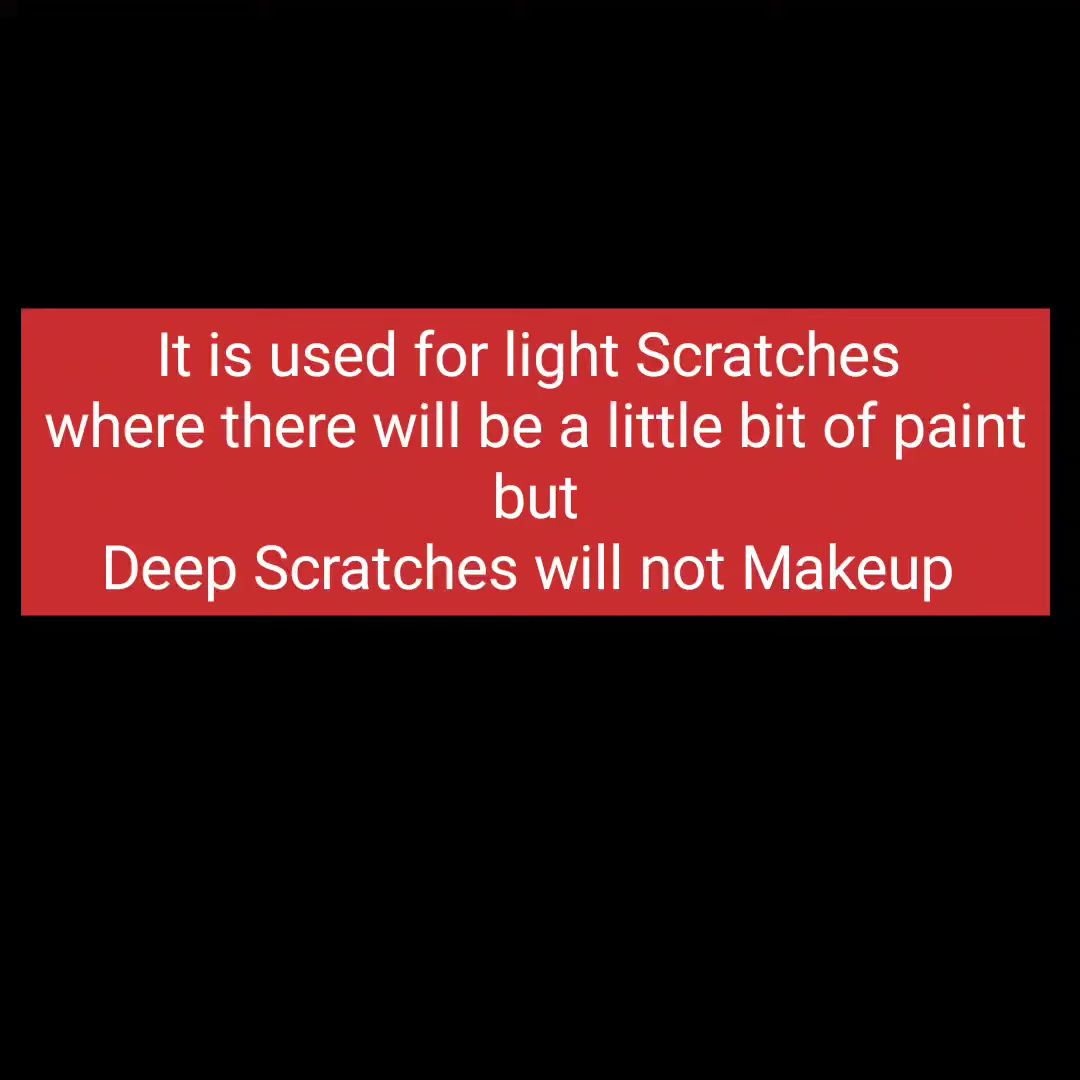 It is used for light Scratches
where there will be a little bit of paint
but
Deep Scratches will not Makeup